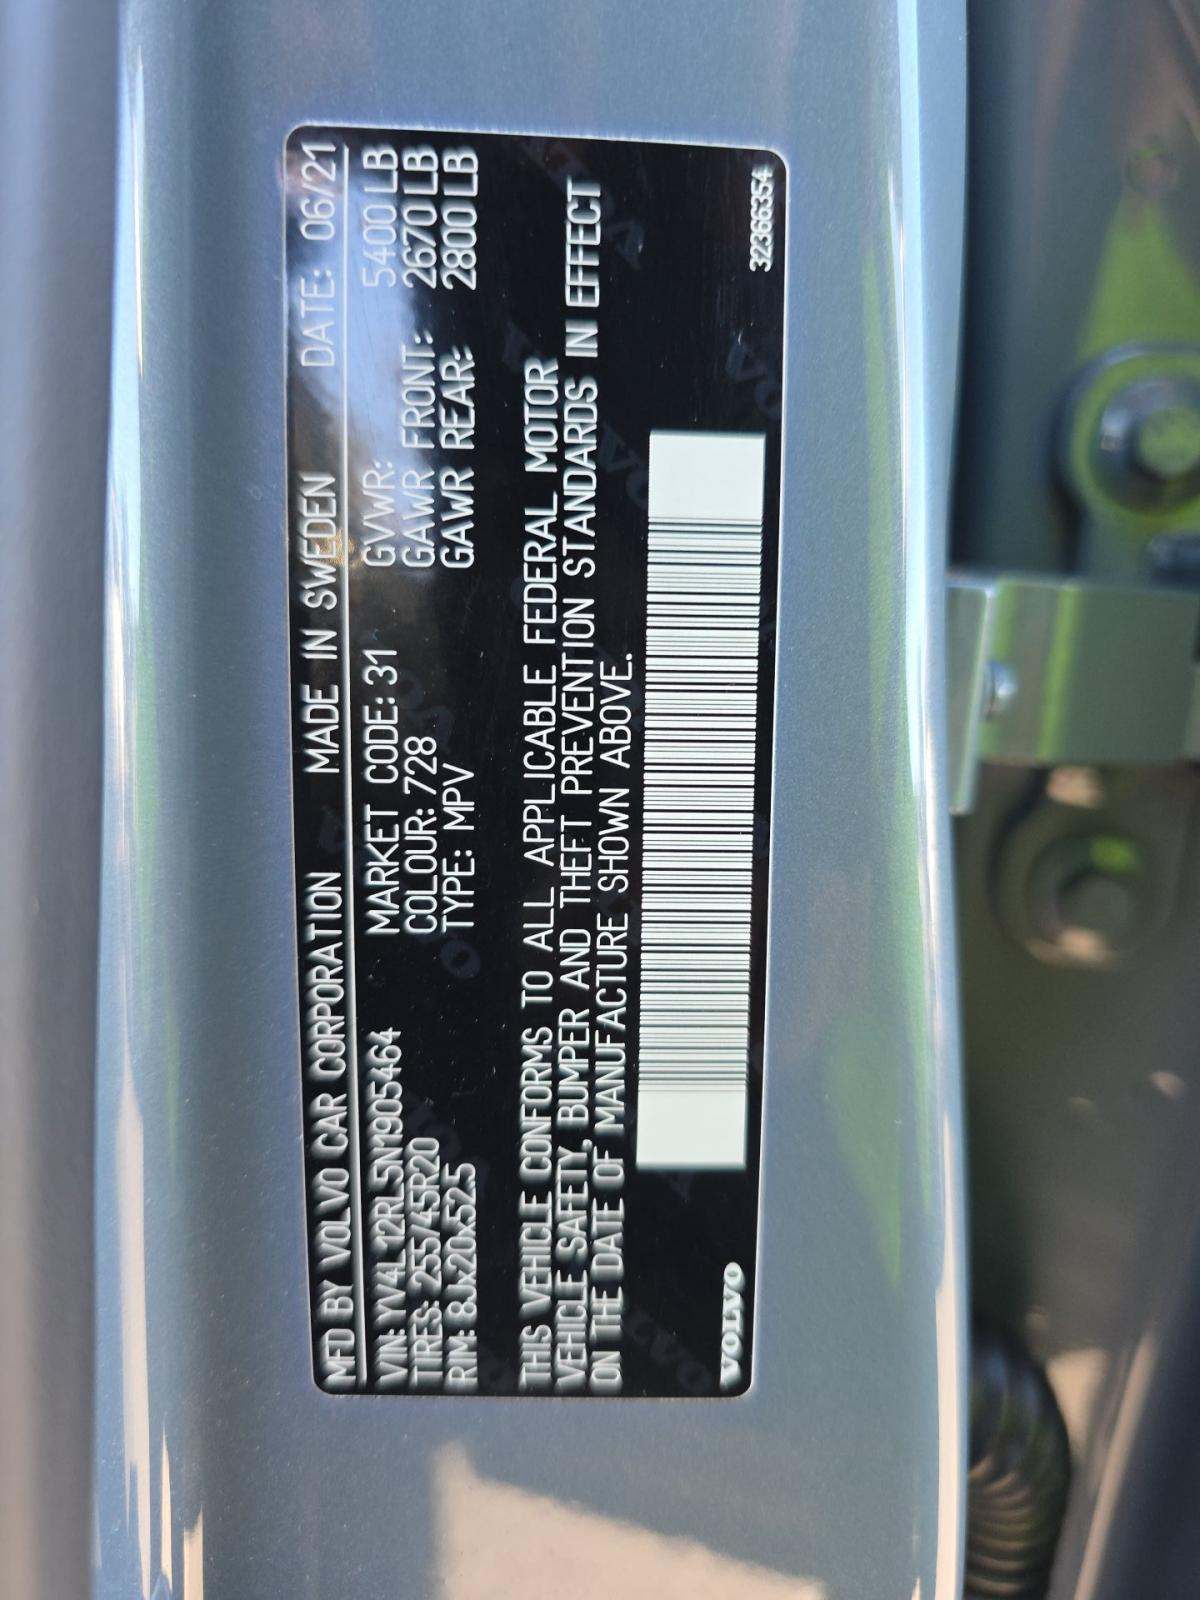 MFD BY VOLVO CAR CORPORATION MADE IN SWEDEN DATE: 06/21
VIN: YV4L12RL5N1905464 MARKET CODE: 31 GVWR: 5400 LB
TIRES: 255/45R20 COLOUR: 728 GAWR FRONT: 2670 LB
RIM: 8Jx20x52.5 TYPE: MPV GAWR REAR: 2800 LB
THIS VEHICLE CONFORMS TO ALL APPLICABLE FEDERAL MOTOR
VEHICLE SAFETY, BUMPER AND THEFT PREVENTION STANDARDS IN EFFECT
ON THE DATE OF MANUFACTURE SHOWN ABOVE.
VOLVO 32366354